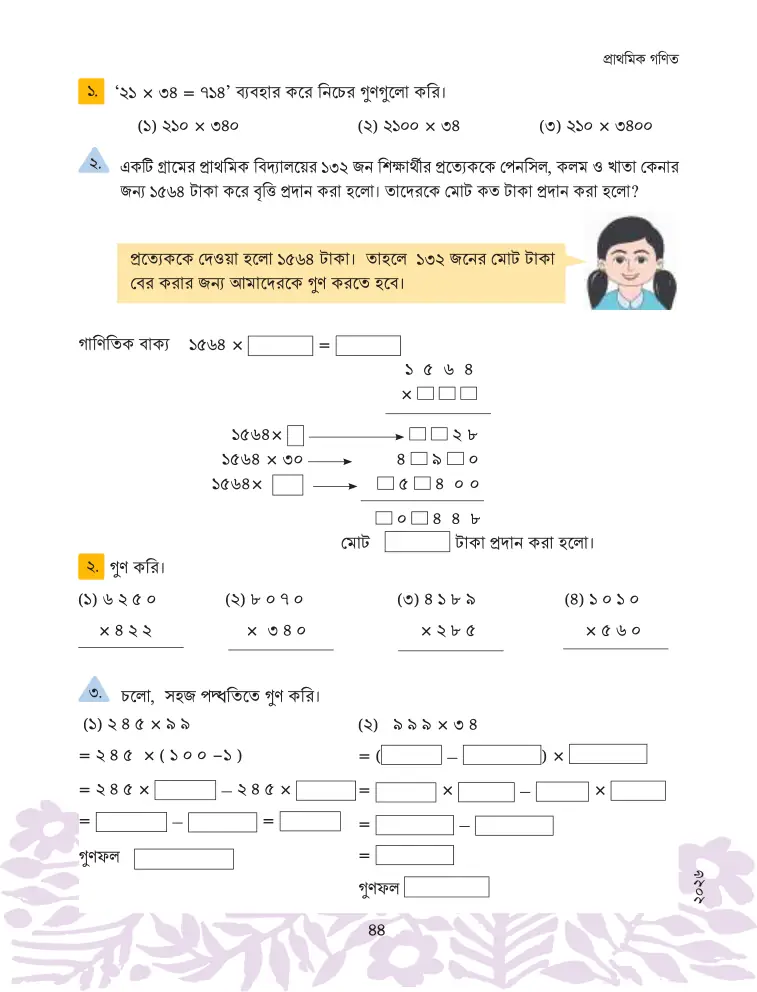 প্রাথমিক গণিত
১. ‘২১ × ৩৪ = ৭১৪’ ব্যবহার করে নিচের গুণগুলো করি।
(১) ২১০ × ৩৪০ (২) ২১০০ × ৩৪ (৩) ২১০ × ৩৪০০
২. একটি গ্রামের প্রাথমিক বিদ্যালয়ের ১৩২ জন শিক্ষার্থীর প্রত্যেককে পেনসিল, কলম ও খাতা কেনার
জন্য ১৫৬৪ টাকা করে বৃত্তি প্রদান করা হলো। তাদেরকে মোট কত টাকা প্রদান করা হলো?
প্রত্যেককে দেওয়া হলো ১৫৬৪ টাকা। তাহলে ১৩২ জনের মোট টাকা
বের করার জন্য আমাদেরকে গুণ করতে হবে।
গাণিতিক বাক্য ১৫৬৪ × □ = □
১ ৫ ৬ ৪
× □ □ □
১৫৬৪× □ → □ □ ২ ৮
১৫৬৪ × ৩০ → ৪ □ ৯ □ ০
১৫৬৪× □ → □ ৫ □ ৪ ০ ০
□ ০ □ ৪ ৪ ৮
মোট □ টাকা প্রদান করা হলো।
২. গুণ করি।
(১) ৬ ২ ৫ ০ (২) ৮ ০ ৭ ০ (৩) ৪ ১ ৮ ৯ (৪) ১ ০ ১ ০
× ৪ ২ ২ × ৩ ৪ ০ × ২ ৮ ৫ × ৫ ৬ ০
৩. চলো, সহজ পদ্ধতিতে গুণ করি।
(১) ২ ৪ ৫ × ৯ ৯ (২) ৯ ৯ ৯ × ৩ ৪
= ২ ৪ ৫ × ( ১ ০ ০ –১ ) = (□ – □) × □
= ২ ৪ ৫ × □ – ২ ৪ ৫ × □ = □ × □ – □ × □
= □ – □ = □ = □ – □
গুণফল □ = □
গুণফল □
২০২৬
৪৪